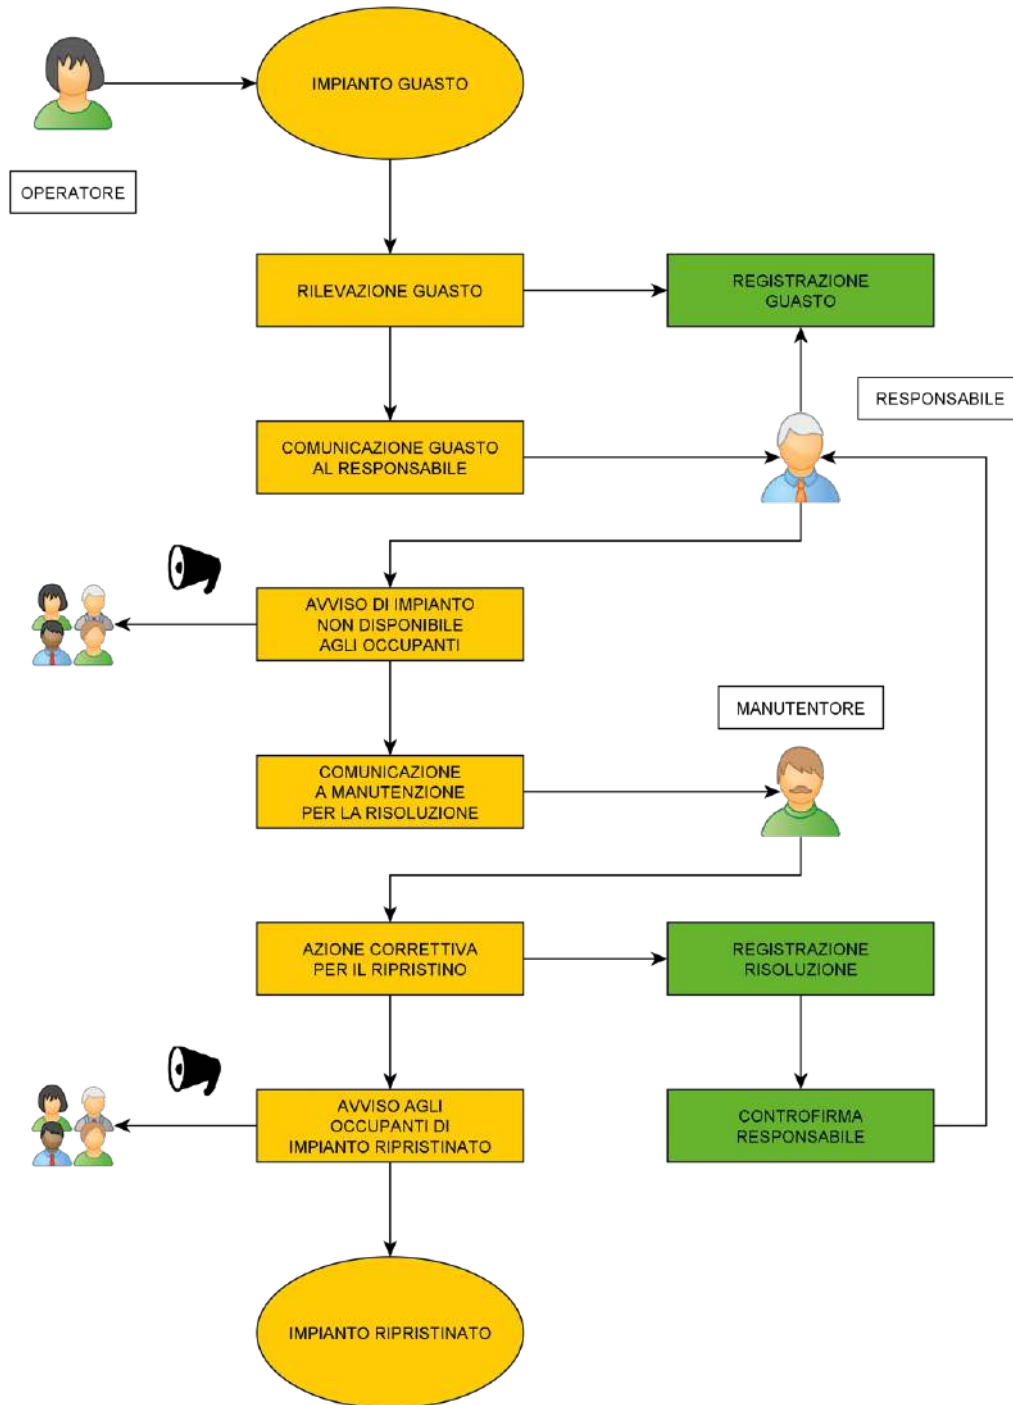 IMPIANTO GUASTO
OPERATORE
RILEVAZIONE GUASTO
REGISTRAZIONE
GUASTO
RESPONSABILE
COMUNICAZIONE GUASTO
AL RESPONSABILE
AVVISO DI IMPIANTO
NON DISPONIBILE
AGLI OCCUPANTI
MANUTENTORE
COMUNICAZIONE
A MANUTENZIONE
PER LA RISOLUZIONE
AZIONE CORRETTIVA
PER IL RIPRISTINO
REGISTRAZIONE
RISOLUZIONE
AVVISO AGLI
OCCUPANTI DI
IMPIANTO RIPRISTINATO
CONTROFIRMA
RESPONSABILE
IMPIANTO RIPRISTINATO